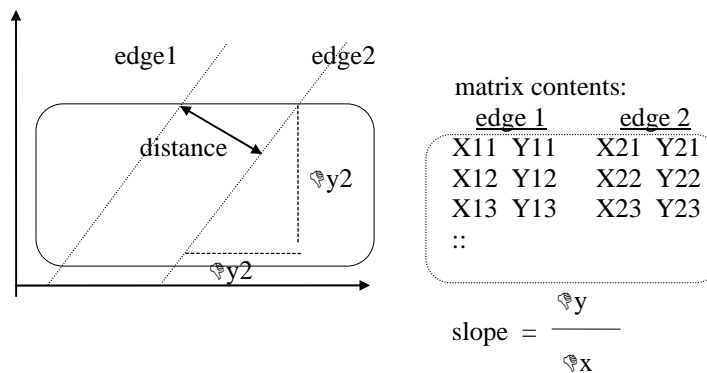 edge1 edge2
distance
👎y2
👎y2
matrix contents:
edge 1 edge 2
X11 Y11 X21 Y21
X12 Y12 X22 Y22
X13 Y13 X23 Y23
::
slope =
👎y
👎x